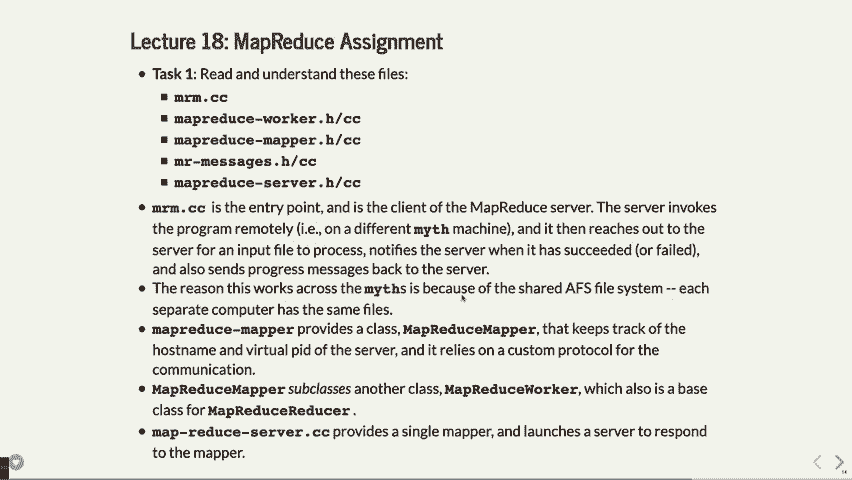 Lecture 18: MapReduce Assignment
Task 1: Read and understand these files:
mrm.cc
mapreduce-worker.h/cc
mapreduce-mapper.h/cc
mr-messages.h/cc
mapreduce-server.h/cc
mrm.cc is the entry point, and is the client of the MapReduce server. The server invokes
the program remotely (i.e., on a different myth machine), and it then reaches out to the
server for an input file to process, notifies the server when it has succeeded (or failed),
and also sends progress messages back to the server.
The reason this works across the myths is because of the shared AFS file system -- each
separate computer has the same files.
mapreduce-mapper provides a class, MapReduceMapper, that keeps track of the
hostname and virtual pid of the server, and it relies on a custom protocol for the
communication.
MapReduceMapper subclasses another class, MapReduceWorker, which also is a base
class for MapReduceReducer.
map-reduce-server.cc provides a single mapper, and launches a server to respond
to the mapper.